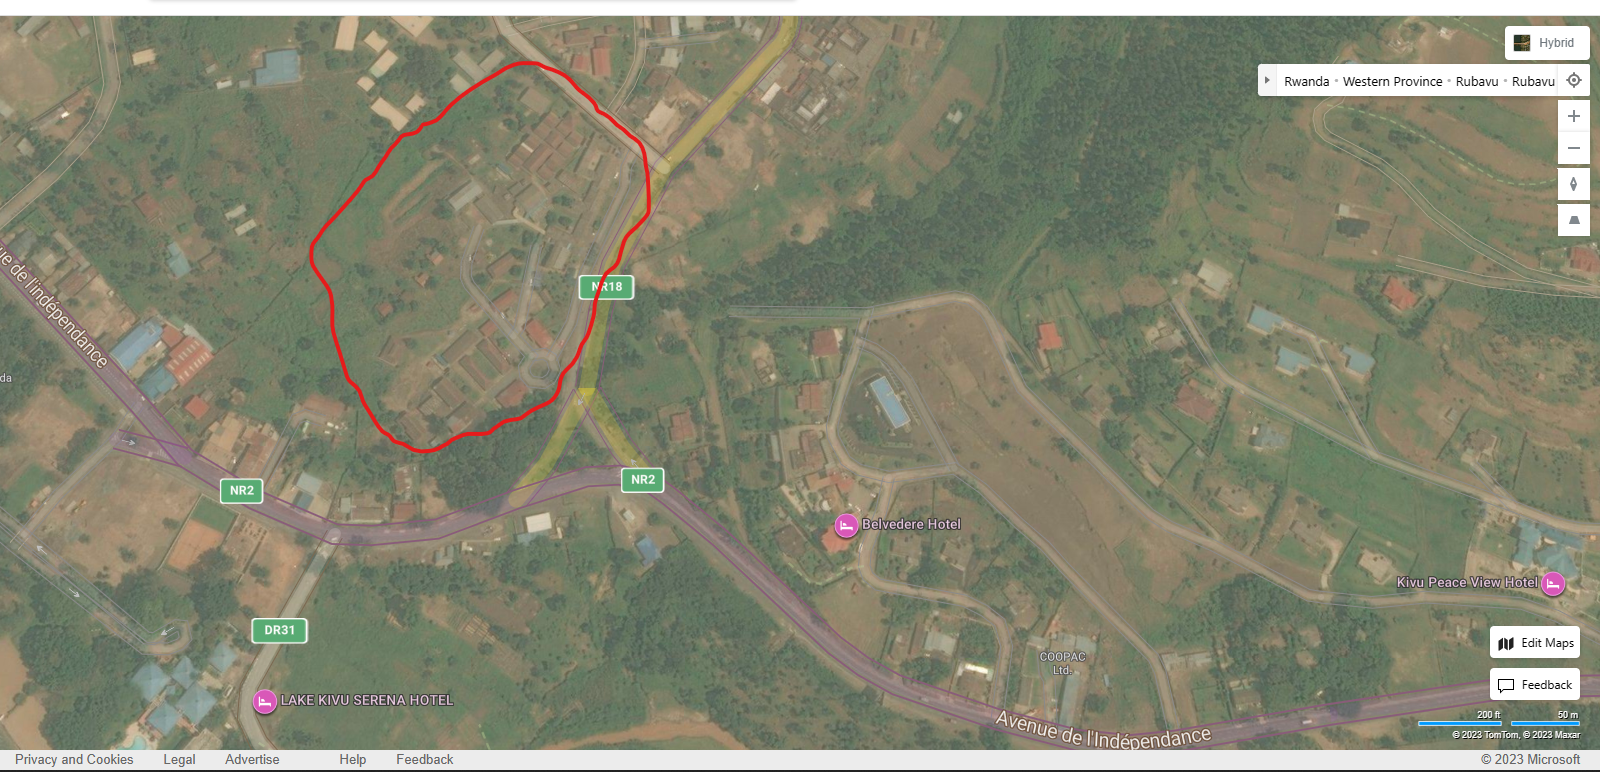 Hybrid
Rwanda • Western Province • Rubavu • Rubavu
ue de l'indépendance
NR18
da
NR2
NR2
Belvedere Hotel
Kivu Peace View Hotel
DR31
Edit Maps
COOPAC
Ltd.
Feedback
LAKE KIVU SERENA HOTEL
Avenue de l'Indépendance
200 ft
50 m
© 2023 TomTom, © 2023 Maxar
Privacy and Cookies
Legal
Advertise
Help
Feedback
© 2023 Microsoft